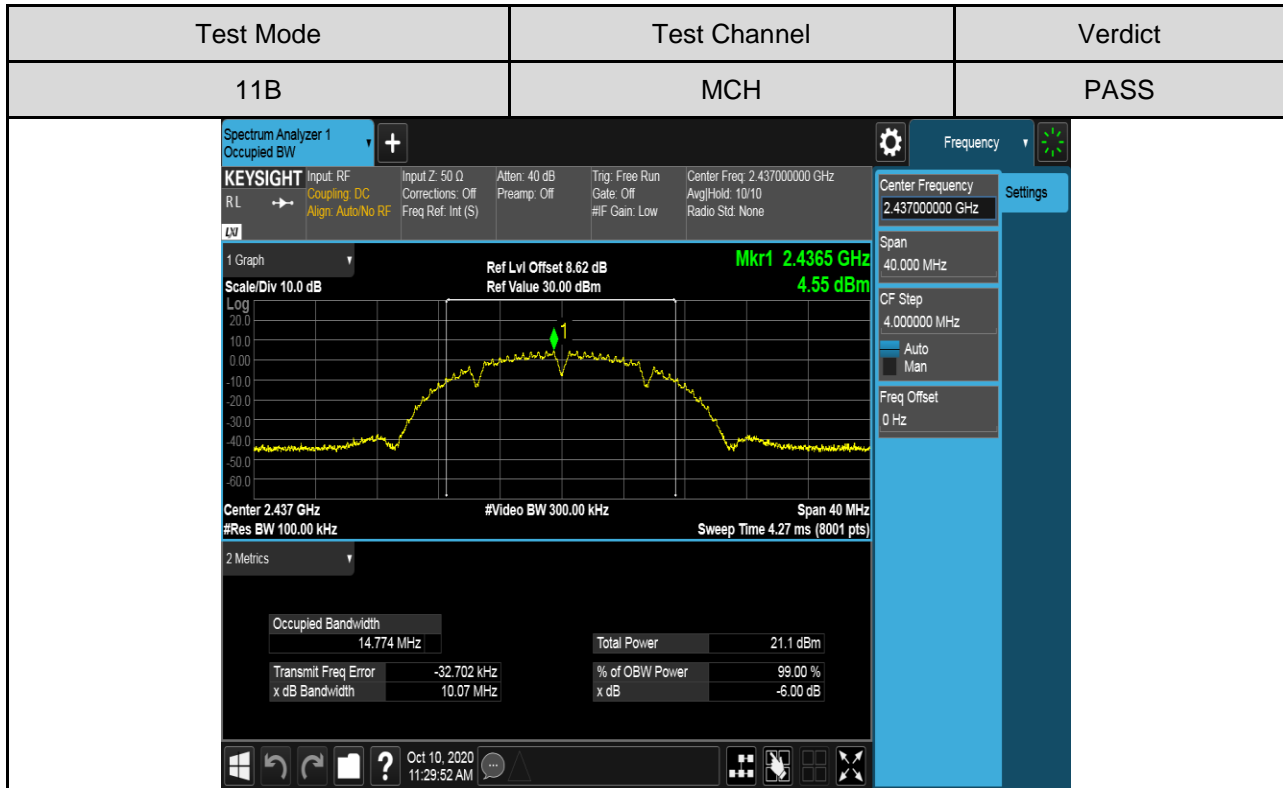 Test Mode Test Channel Verdict
11B MCH PASS
Spectrum Analyzer 1
Occupied BW
+
Frequency
KEYSIGHT
RL
LXI
Input: RF
Coupling: DC
Align: Auto/No RF
Input Z: 50 Ω
Corrections: Off
Freq Ref: Int (S)
Atten: 40 dB
Preamp: Off
Trig: Free Run
Gate: Off
#IF Gain: Low
Center Freq: 2.437000000 GHz
Avg|Hold: 10/10
Radio Std: None
Center Frequency
2.437000000 GHz
Settings
Span
40.000 MHz
CF Step
4.000000 MHz
Auto
Man
Freq Offset
0 Hz
1 Graph
Scale/Div 10.0 dB
Ref Lvl Offset 8.62 dB
Ref Value 30.00 dBm
Mkr1 2.4365 GHz
4.55 dBm
Log
20.0
10.0
0.00
-10.0
-20.0
-30.0
-40.0
-50.0
-60.0
1
Center 2.437 GHz #Video BW 300.00 kHz Span 40 MHz
#Res BW 100.00 kHz Sweep Time 4.27 ms (8001 pts)
2 Metrics
Occupied Bandwidth
14.774 MHz
Total Power 21.1 dBm
Transmit Freq Error -32.702 kHz % of OBW Power 99.00 %
x dB Bandwidth 10.07 MHz x dB -6.00 dB
?
Oct 10, 2020
11:29:52 AM